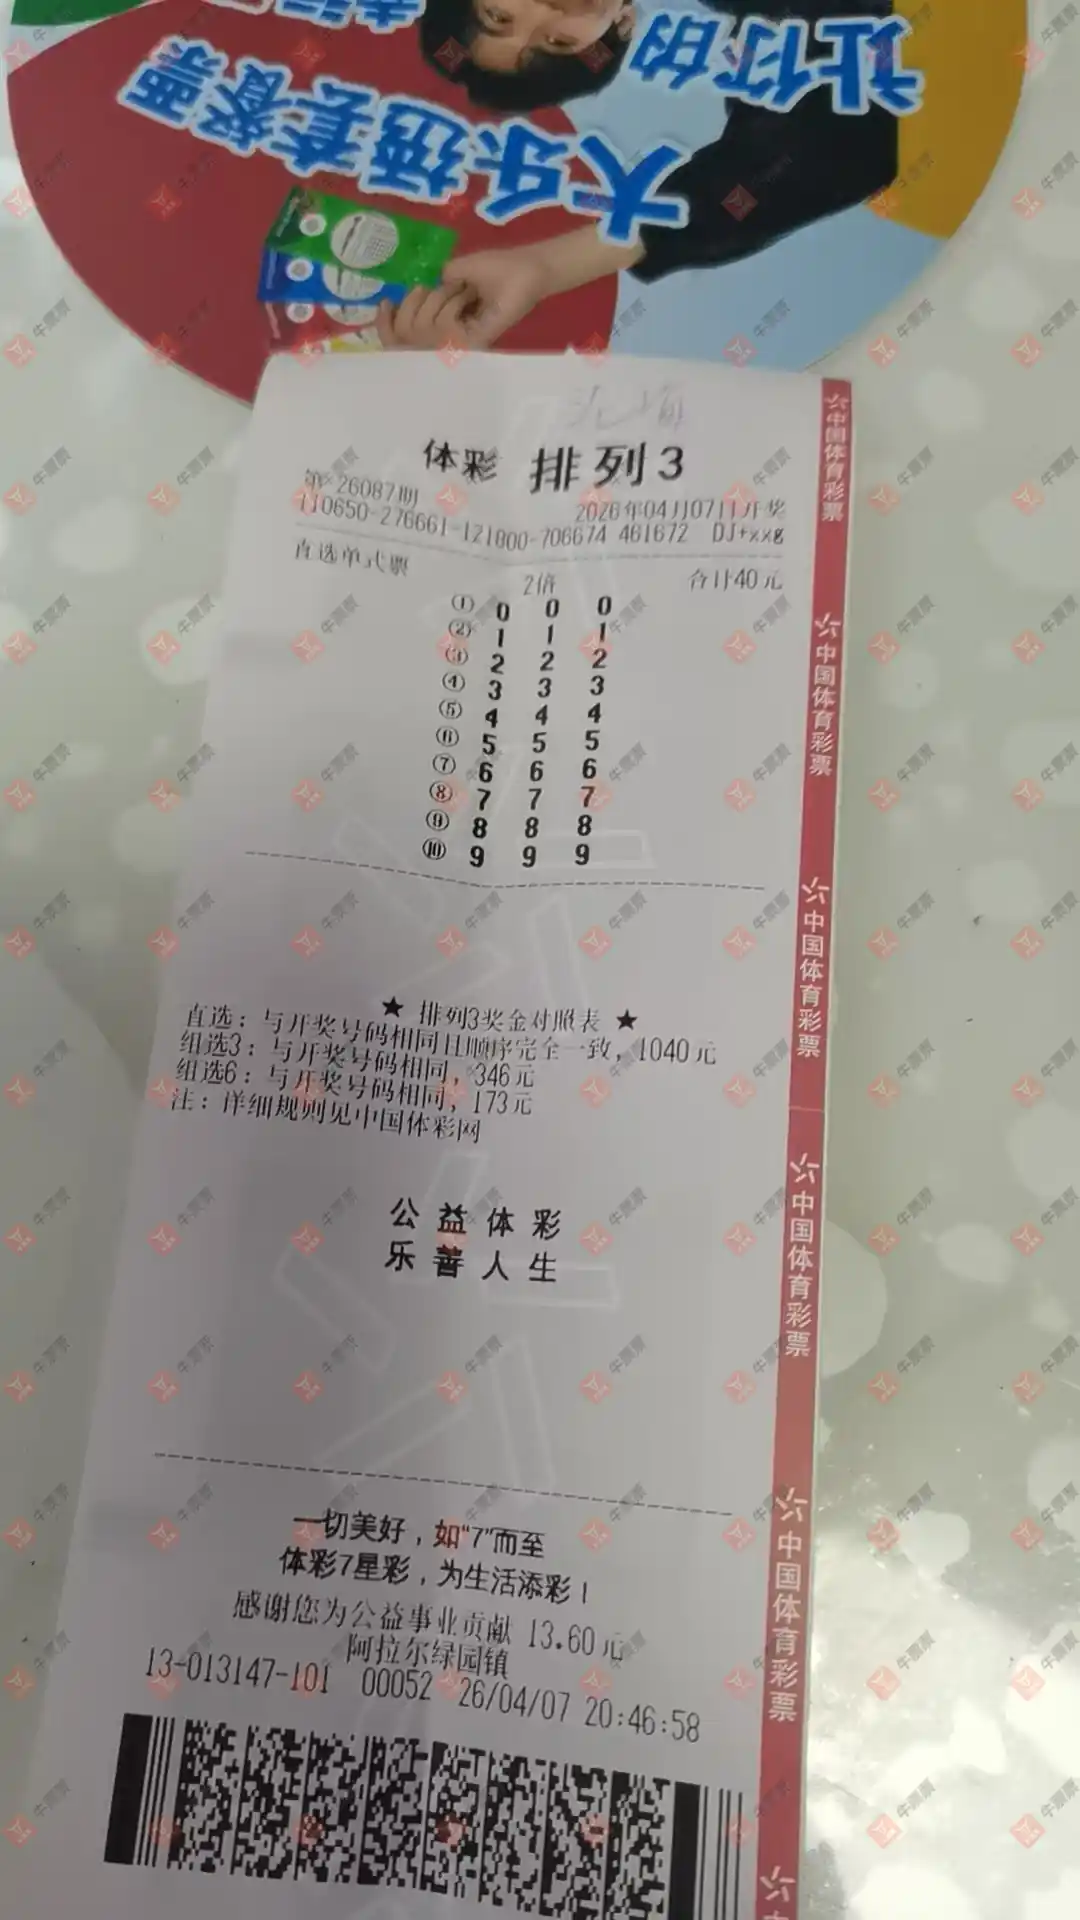 让你的
大乐透套餐票
体彩 排列3
第26087期 2026年04月07日开奖
110650-276661-121800-706674 461672 DJ+xxg
直选单式票 2倍 合计40元
① 0 0 0
② 1 1 1
③ 2 2 2
④ 3 3 3
⑤ 4 4 4
⑥ 5 5 5
⑦ 6 6 6
⑧ 7 7 7
⑨ 8 8 8
⑩ 9 9 9
★ 排列3奖金对照表 ★
直选：与开奖号码相同且顺序完全一致，1040元
组选3：与开奖号码相同，346元
组选6：与开奖号码相同，173元
注：详细规则见中国体彩网
公益体彩
乐善人生
一切美好，如“7”而至
体彩7星彩，为生活添彩！
感谢您为公益事业贡献 13.60元
阿拉尔绿园镇
13-013147-101 00052 26/04/07 20:46:58
中国体育彩票
中国体育彩票
中国体育彩票
中国体育彩票
中国体育彩票
牛票票